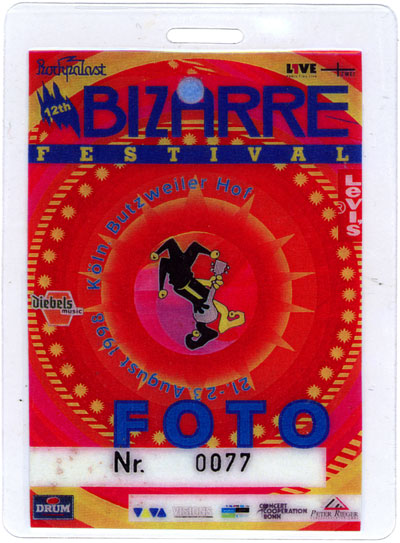 Rockpalast
LIVE
12th
BIZARRE
FESTIVAL
LEVI'S
Köln Butzweiler Hof
21.-23. August 1998
Diebels
music
FOTO
Nr. 0077
DRUM
VIVA
VISIONS
CONCERT
COOPERATION
BONN
PETER RIEGER